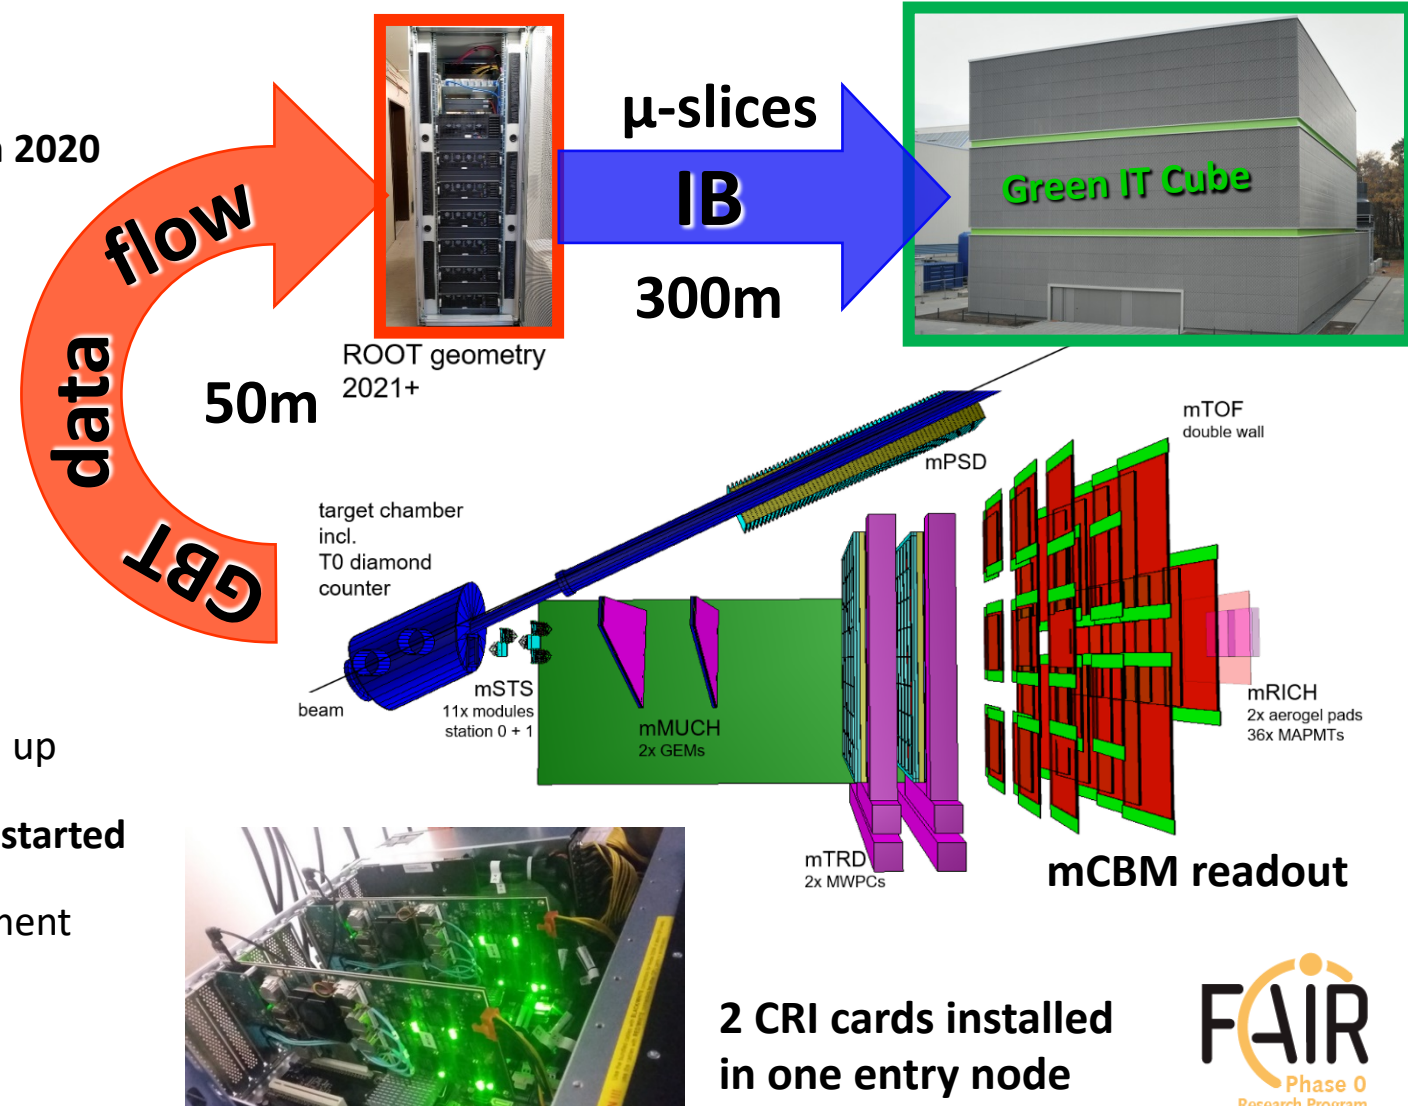 n 2020
flow
data
GBT
50m
μ-slices
IB
300m
Green IT Cube
ROOT geometry
2021+
mTOF
double wall
mPSD
target chamber
incl.
T0 diamond
counter
beam
mSTS
11x modules
station 0 + 1
mMUCH
2x GEMs
mRICH
2x aerogel pads
36x MAPMTs
mTRD
2x MWPCs
mCBM readout
up
started
ment
2 CRI cards installed
in one entry node
FAIR
Phase 0
Research Program